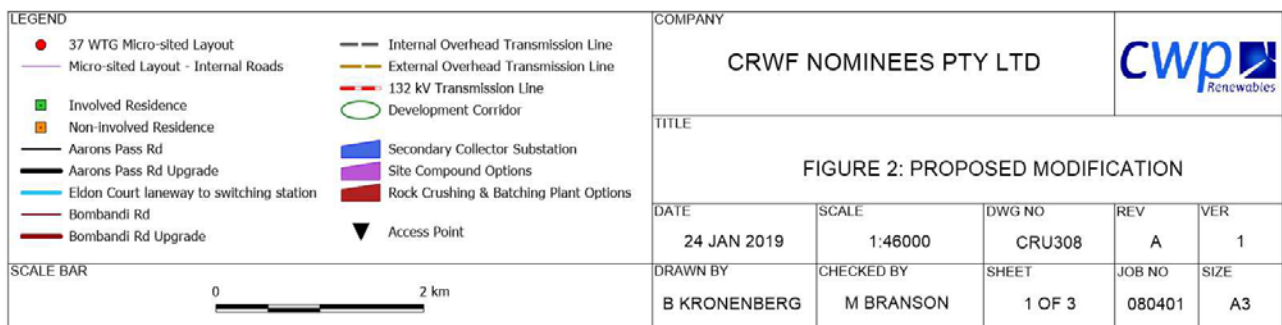 LEGEND
37 WTG Micro-sited Layout
Micro-sited Layout - Internal Roads
Involved Residence
Non-involved Residence
Aarons Pass Rd
Aarons Pass Rd Upgrade
Eldon Court laneway to switching station
Bombandi Rd
Bombandi Rd Upgrade
Internal Overhead Transmission Line
External Overhead Transmission Line
132 kV Transmission Line
Development Corridor
Secondary Collector Substation
Site Compound Options
Rock Crushing & Batching Plant Options
Access Point
SCALE BAR
0 2 km
COMPANY
CRWF NOMINEES PTY LTD
CWP
Renewables
TITLE
FIGURE 2: PROPOSED MODIFICATION
DATE SCALE DWG NO REV VER
24 JAN 2019 1:46000 CRU308 A 1
DRAWN BY CHECKED BY SHEET JOB NO SIZE
B KRONENBERG M BRANSON 1 OF 3 080401 A3